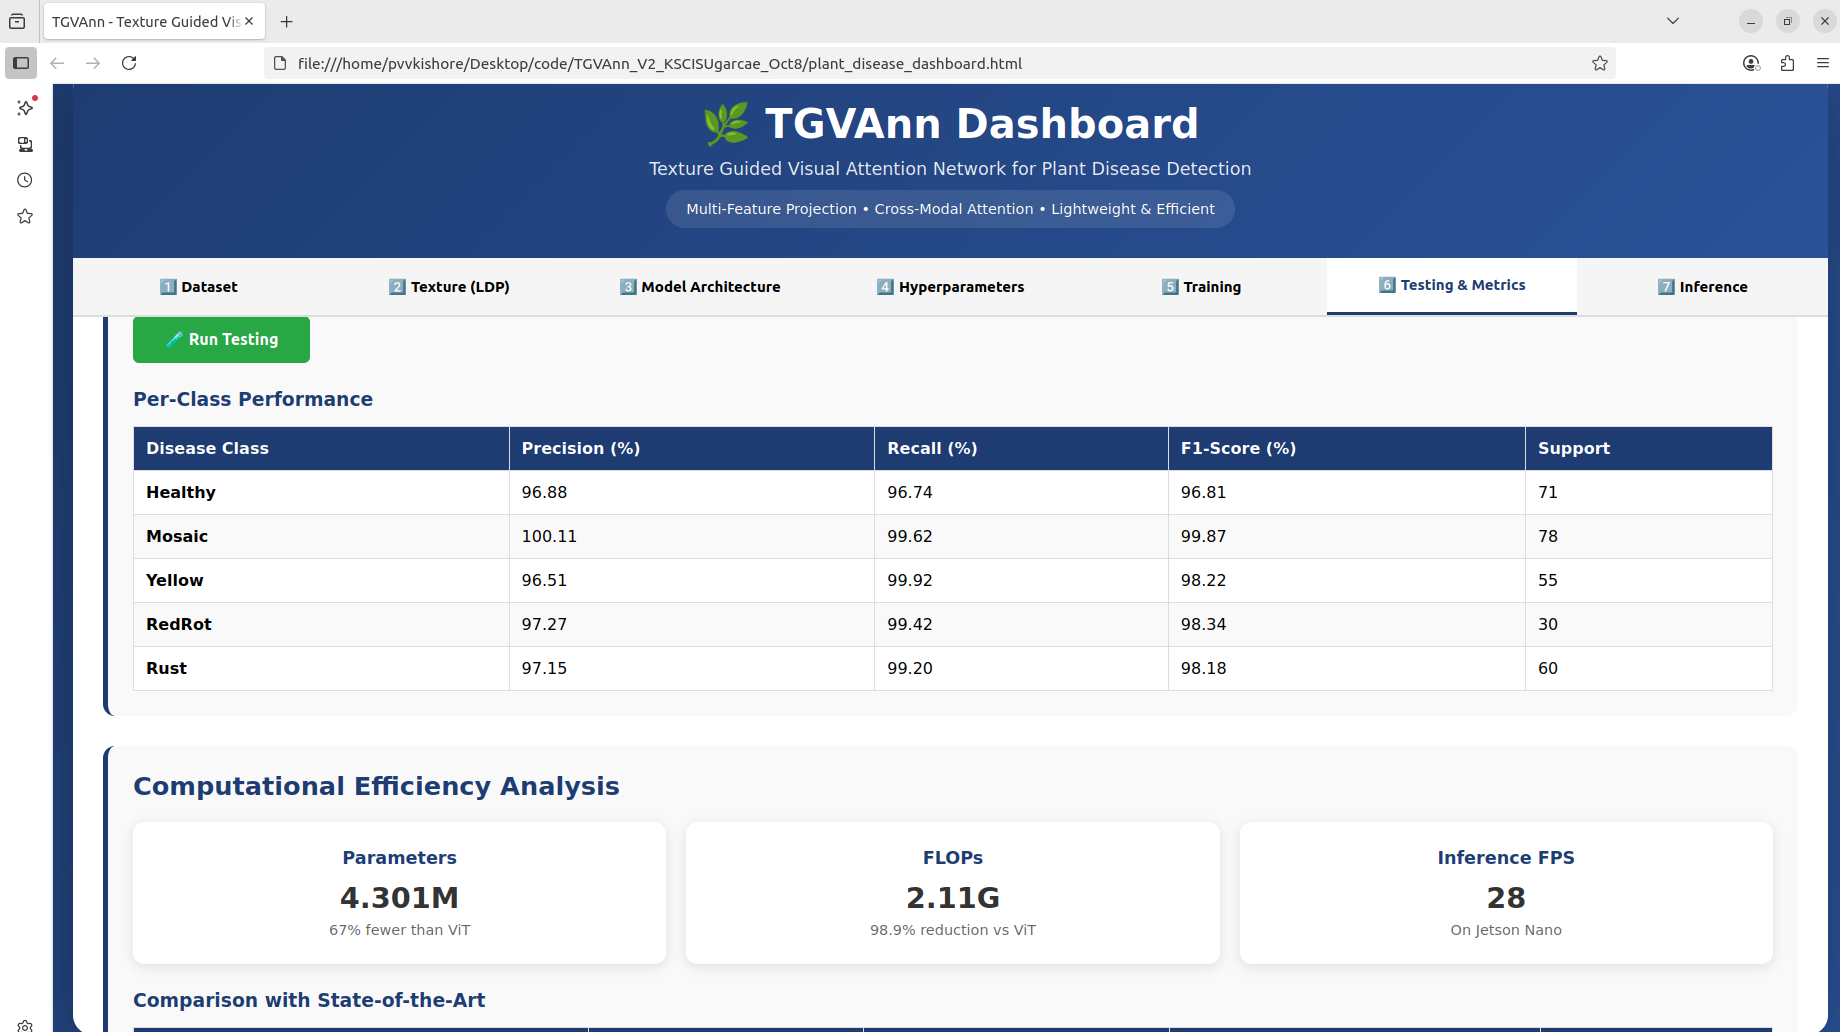 TGVAnn - Texture Guided Vis
file:///home/pvvkishore/Desktop/code/TGVAnn_V2_KSCISUgarcae_Oct8/plant_disease_dashboard.html
🌿 TGVAnn Dashboard
Texture Guided Visual Attention Network for Plant Disease Detection
Multi-Feature Projection • Cross-Modal Attention • Lightweight & Efficient
1️⃣ Dataset 2️⃣ Texture (LDP) 3️⃣ Model Architecture 4️⃣ Hyperparameters 5️⃣ Training 6️⃣ Testing & Metrics 7️⃣ Inference
🧪 Run Testing
Per-Class Performance
Disease Class Precision (%) Recall (%) F1-Score (%) Support
Healthy 96.88 96.74 96.81 71
Mosaic 100.11 99.62 99.87 78
Yellow 96.51 99.92 98.22 55
RedRot 97.27 99.42 98.34 30
Rust 97.15 99.20 98.18 60
Computational Efficiency Analysis
Parameters FLOPs Inference FPS
4.301M 2.11G 28
67% fewer than ViT 98.9% reduction vs ViT On Jetson Nano
Comparison with State-of-the-Art